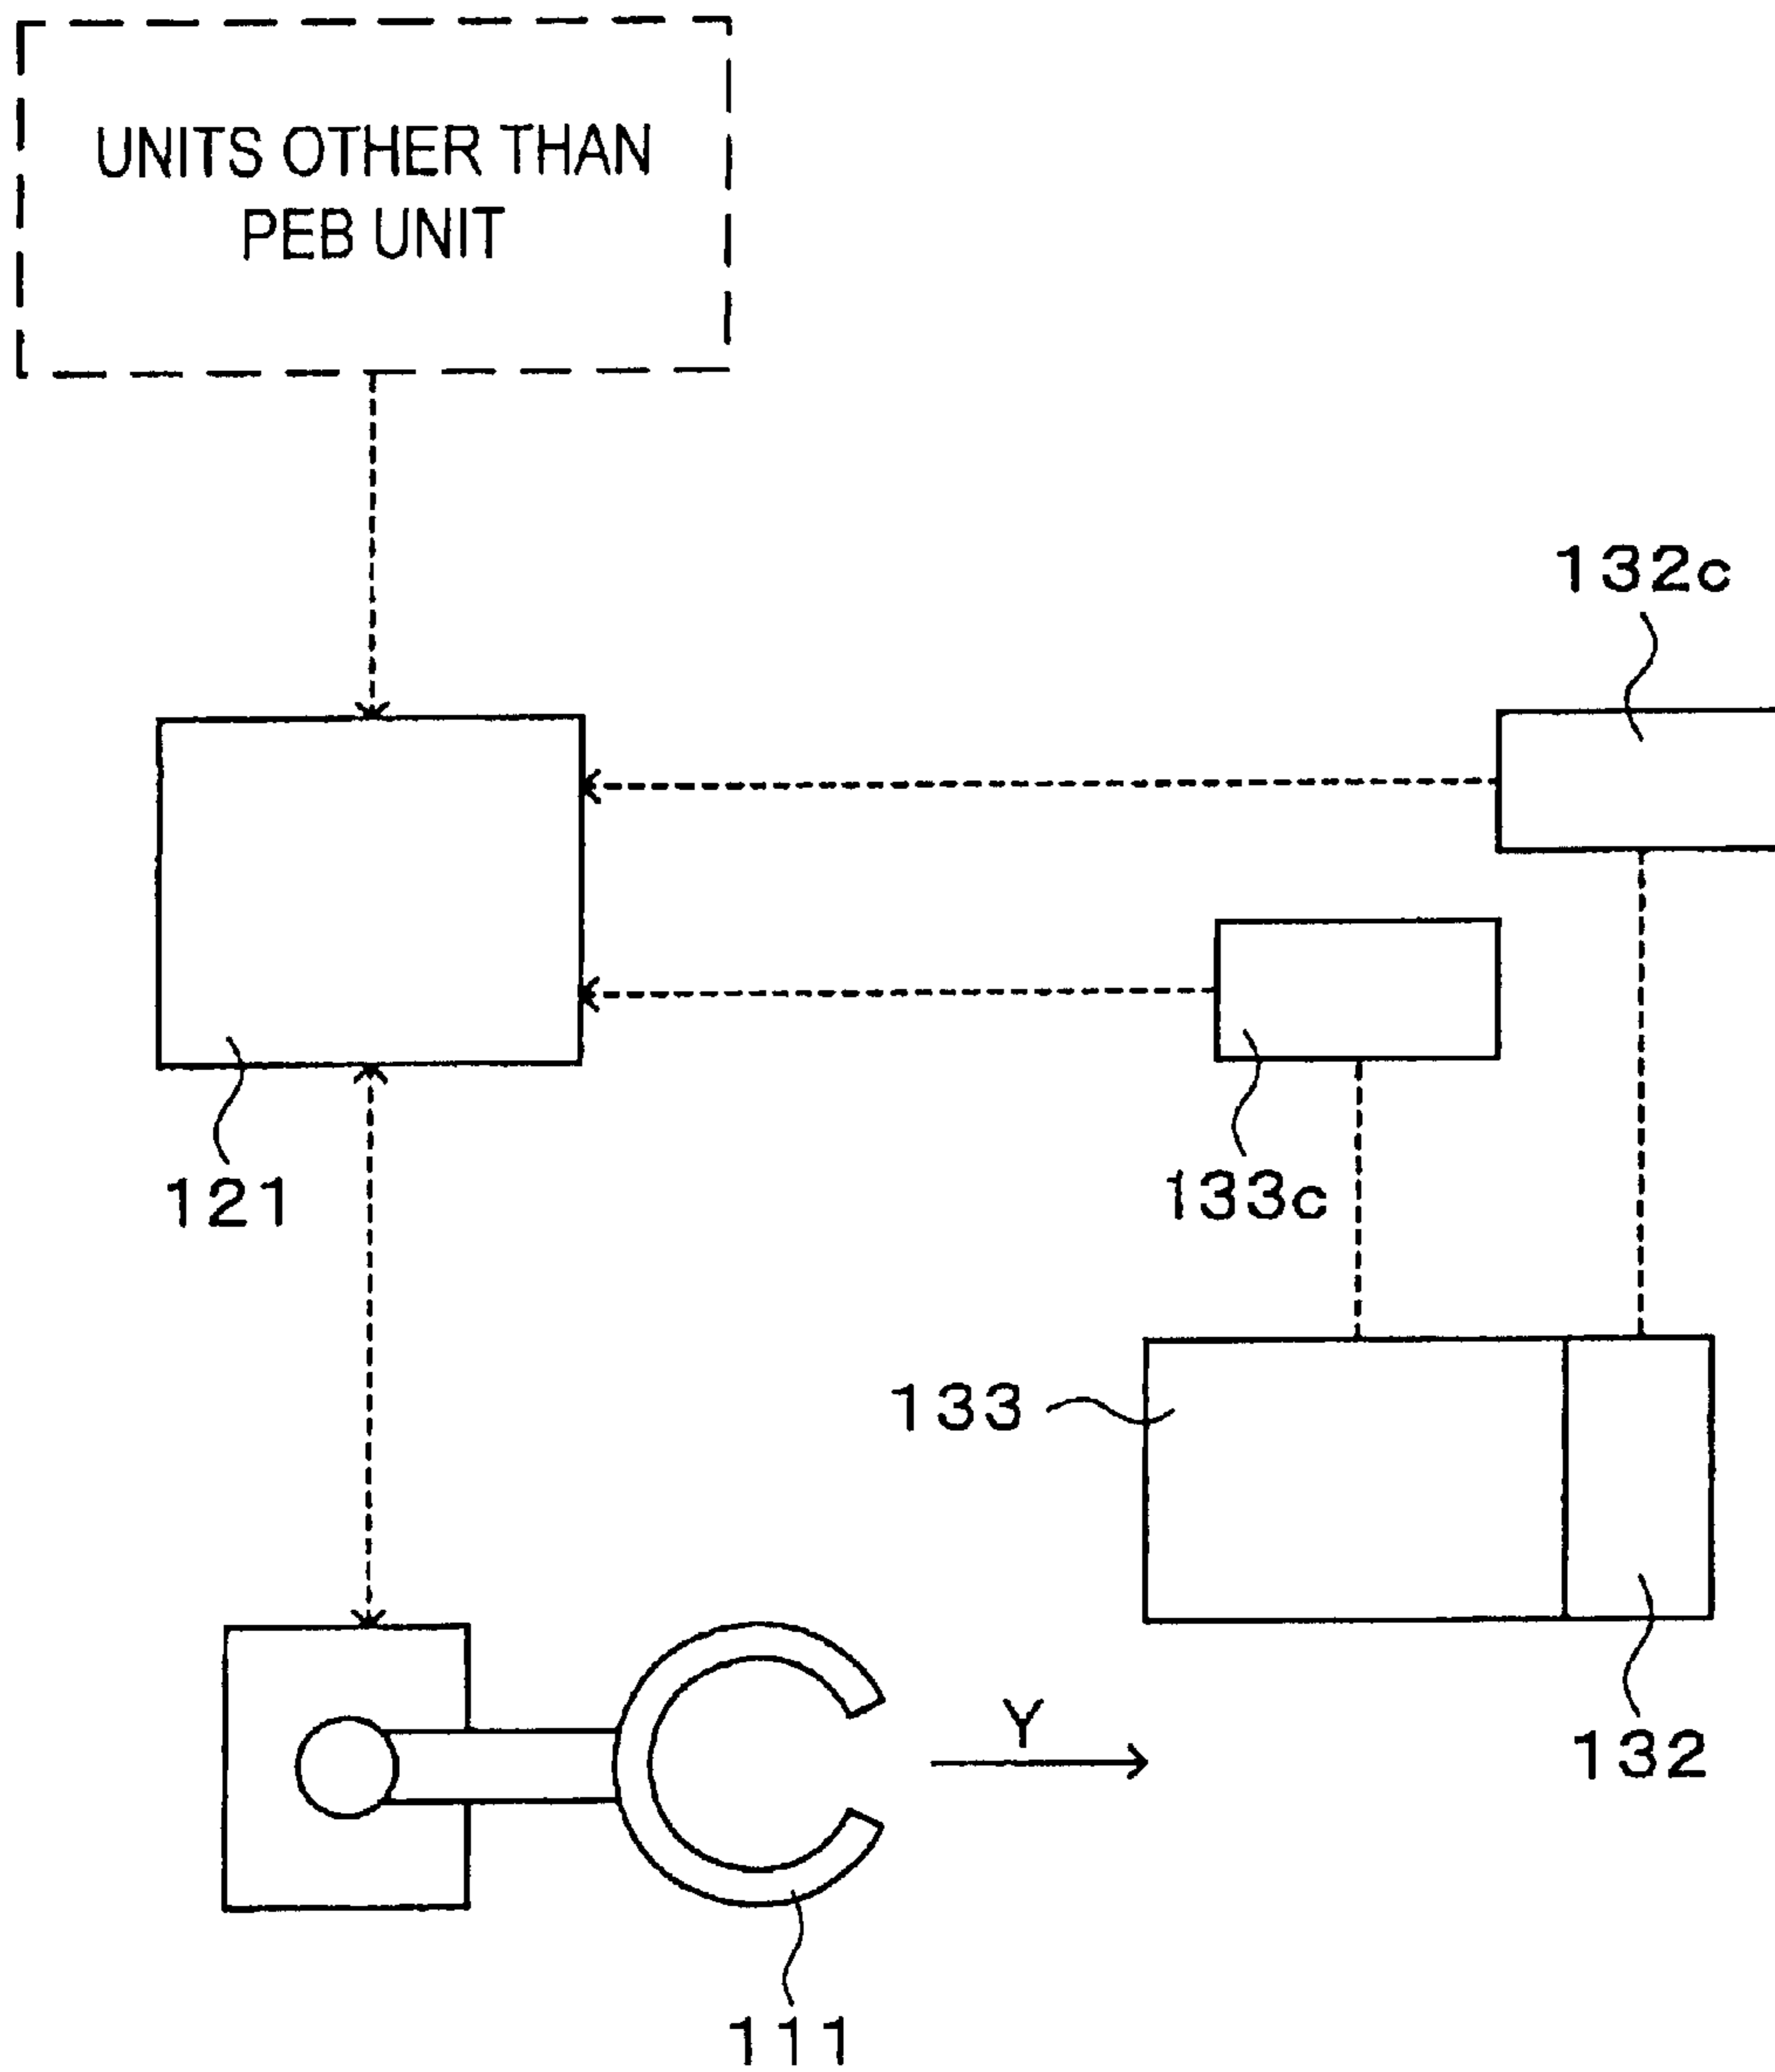 UNITS OTHER THAN
PEB UNIT
132c
121
133c
133
Y
132
111